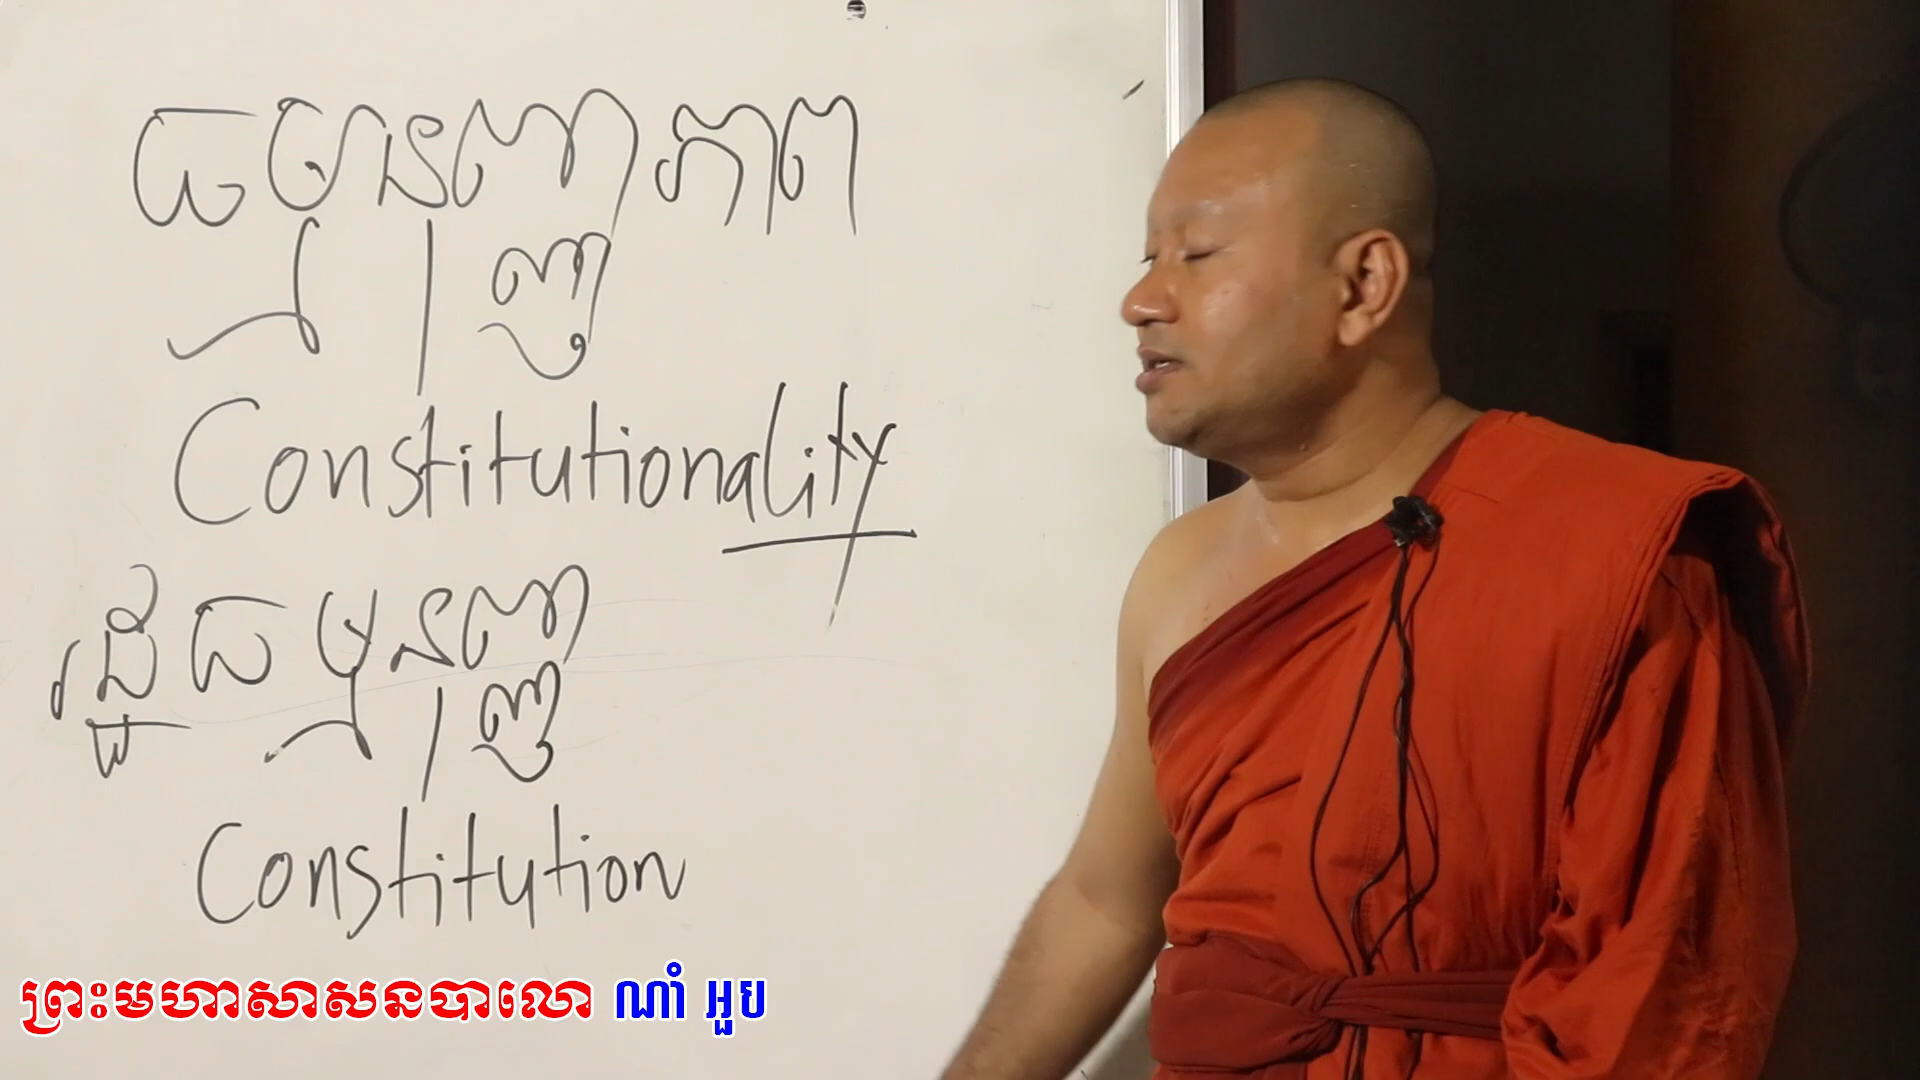 ធម្មនុញ្ញភាព
Constitutionality
រដ្ឋធម្មនុញ្ញ
Constitution
ព្រះមហាសាសនបាលោ ណាំ អួប